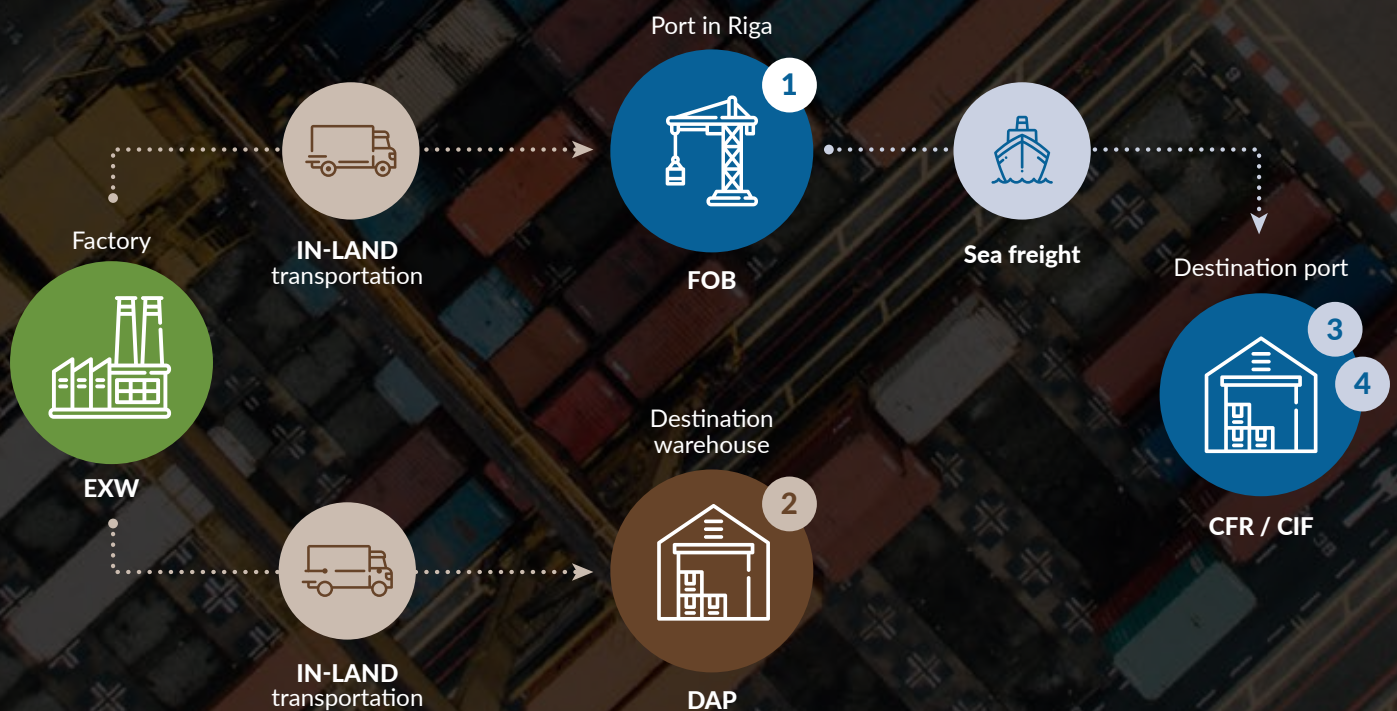 Port in Riga
1
Factory
IN-LAND
transportation
FOB
Sea freight
Destination port
3
4
EXW
Destination
warehouse
2
CFR / CIF
IN-LAND
transportation
DAP